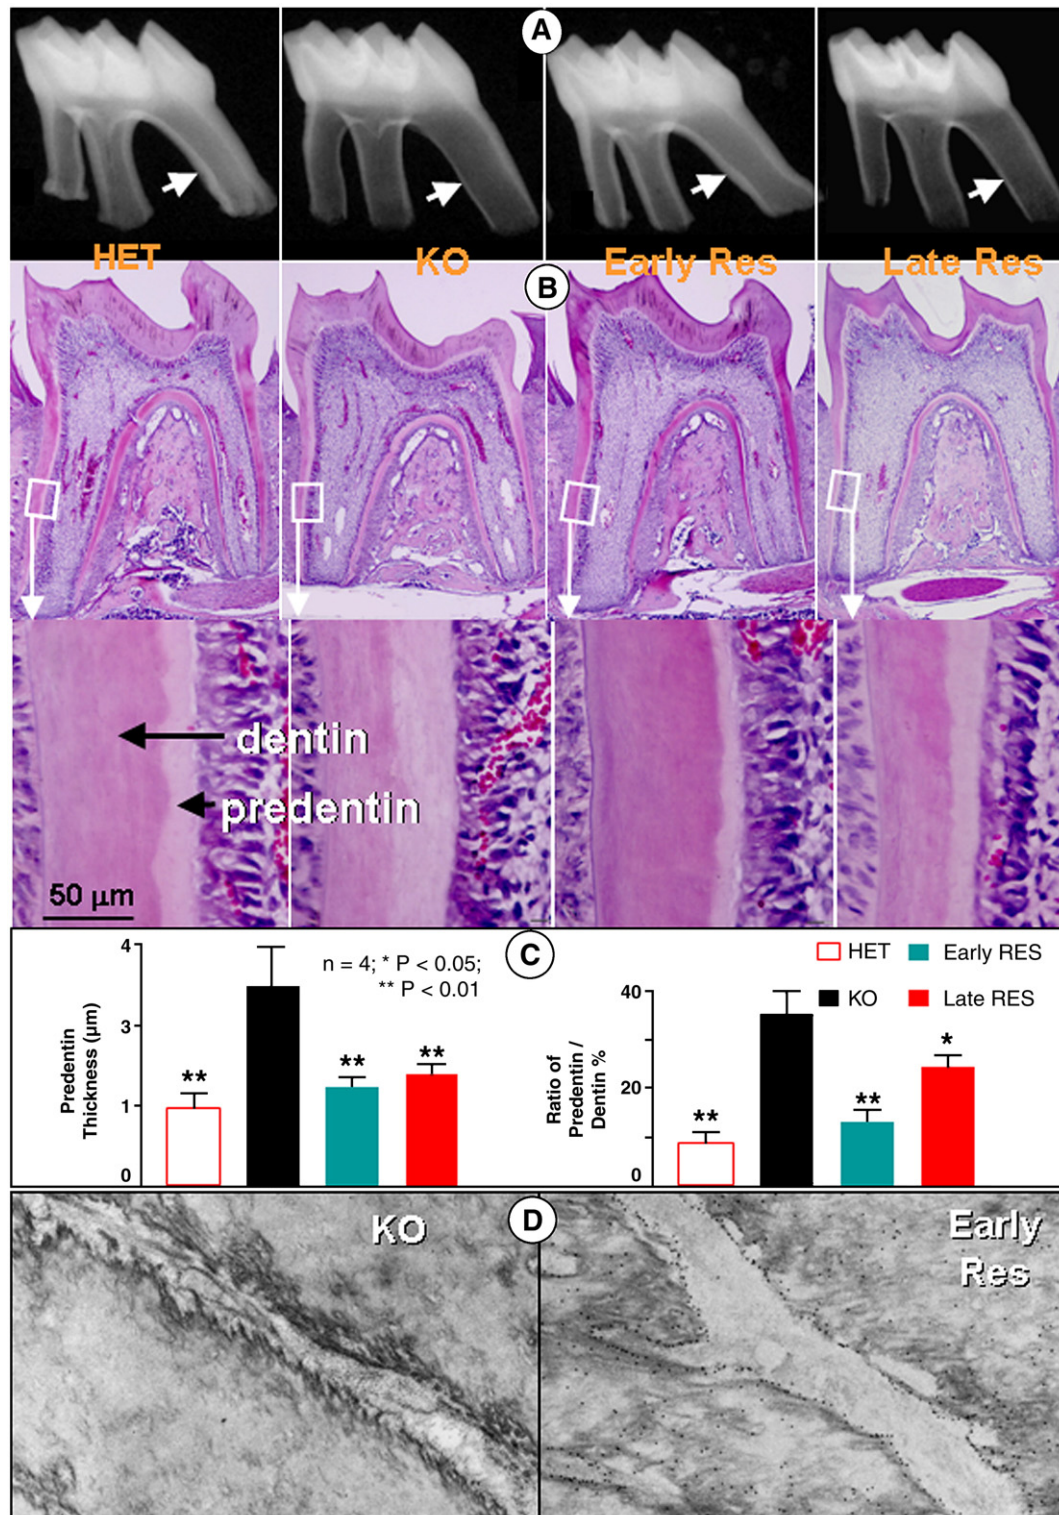 A
HET
KO
Early Res
Late Res
B
dentin
predentin
50 μm
C
n = 4; * P < 0.05;
** P < 0.01
HET
Early RES
KO
Late RES
Predentin
Thickness (μm)
4
3
1
0
**
**
**
Ratio of
Predentin /
Dentin %
40
20
0
**
**
*
D
KO
Early
Res